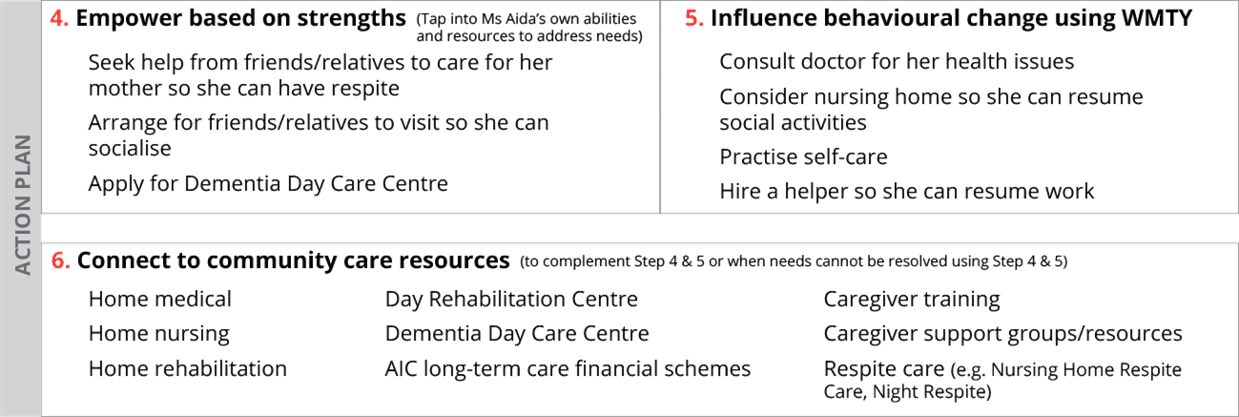 ACTION PLAN
4. Empower based on strengths (Tap into Ms Aida’s own abilities
and resources to address needs)
Seek help from friends/relatives to care for her
mother so she can have respite
Arrange for friends/relatives to visit so she can
socialise
Apply for Dementia Day Care Centre
5. Influence behavioural change using WMTY
Consult doctor for her health issues
Consider nursing home so she can resume
social activities
Practise self-care
Hire a helper so she can resume work
6. Connect to community care resources (to complement Step 4 & 5 or when needs cannot be resolved using Step 4 & 5)
Home medical
Home nursing
Home rehabilitation
Day Rehabilitation Centre
Dementia Day Care Centre
AIC long-term care financial schemes
Caregiver training
Caregiver support groups/resources
Respite care (e.g. Nursing Home Respite
Care, Night Respite)